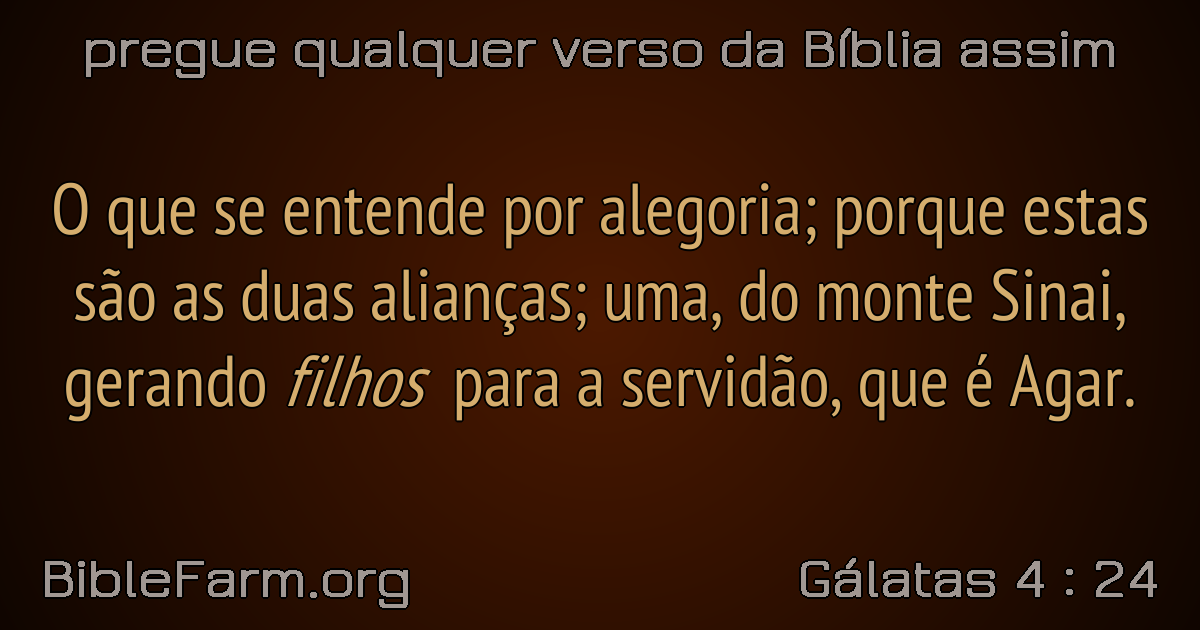 pregue qualquer verso da Bíblia assim
O que se entende por alegoria; porque estas
são as duas alianças; uma, do monte Sinai,
gerando filhos para a servidão, que é Agar.
BibleFarm.org
Gálatas 4 : 24